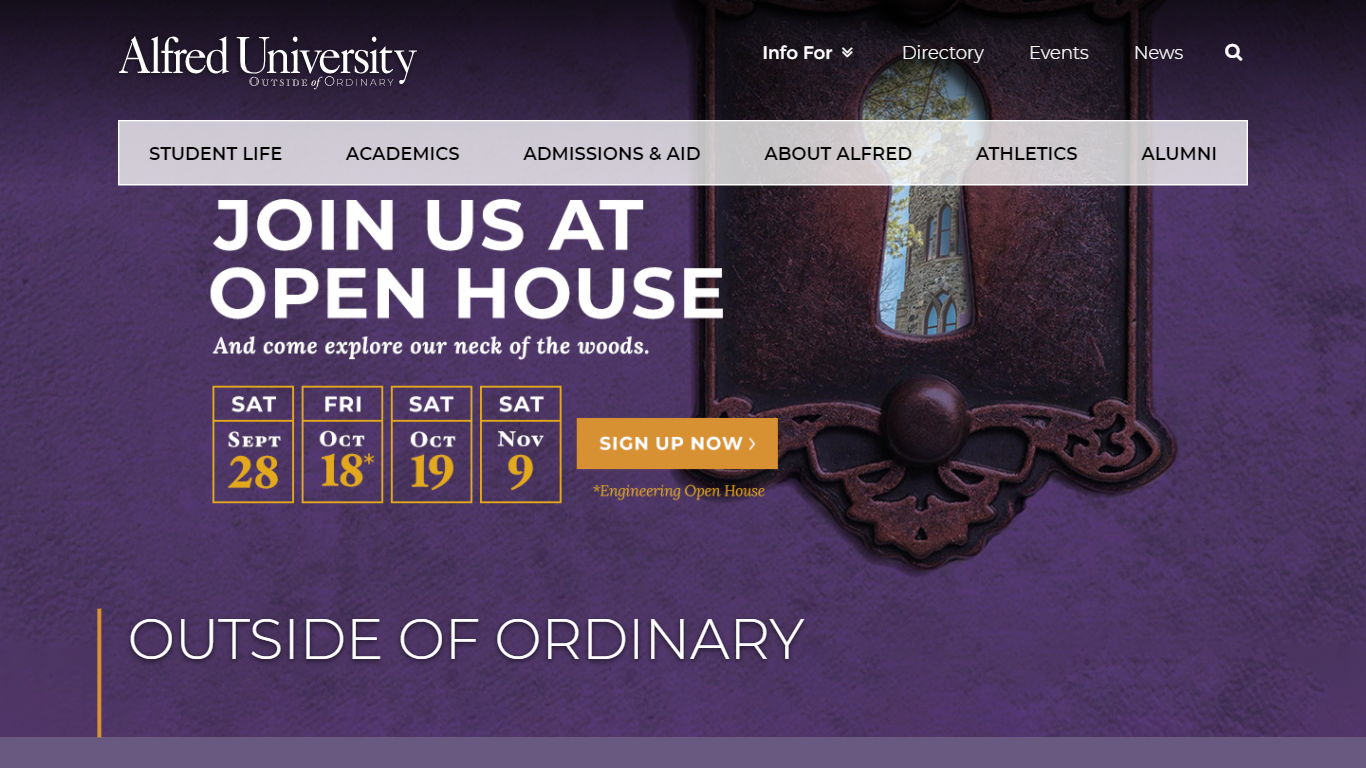 Alfred University
OUTSIDE of ORDINARY
Info For
Directory
Events
News
STUDENT LIFE
ACADEMICS
ADMISSIONS & AID
ABOUT ALFRED
ATHLETICS
ALUMNI
JOIN US AT
OPEN HOUSE
And come explore our neck of the woods.
SAT
Sept
28
FRI
Oct
18*
SAT
Oct
19
SAT
Nov
9
SIGN UP NOW >
*Engineering Open House
OUTSIDE OF ORDINARY